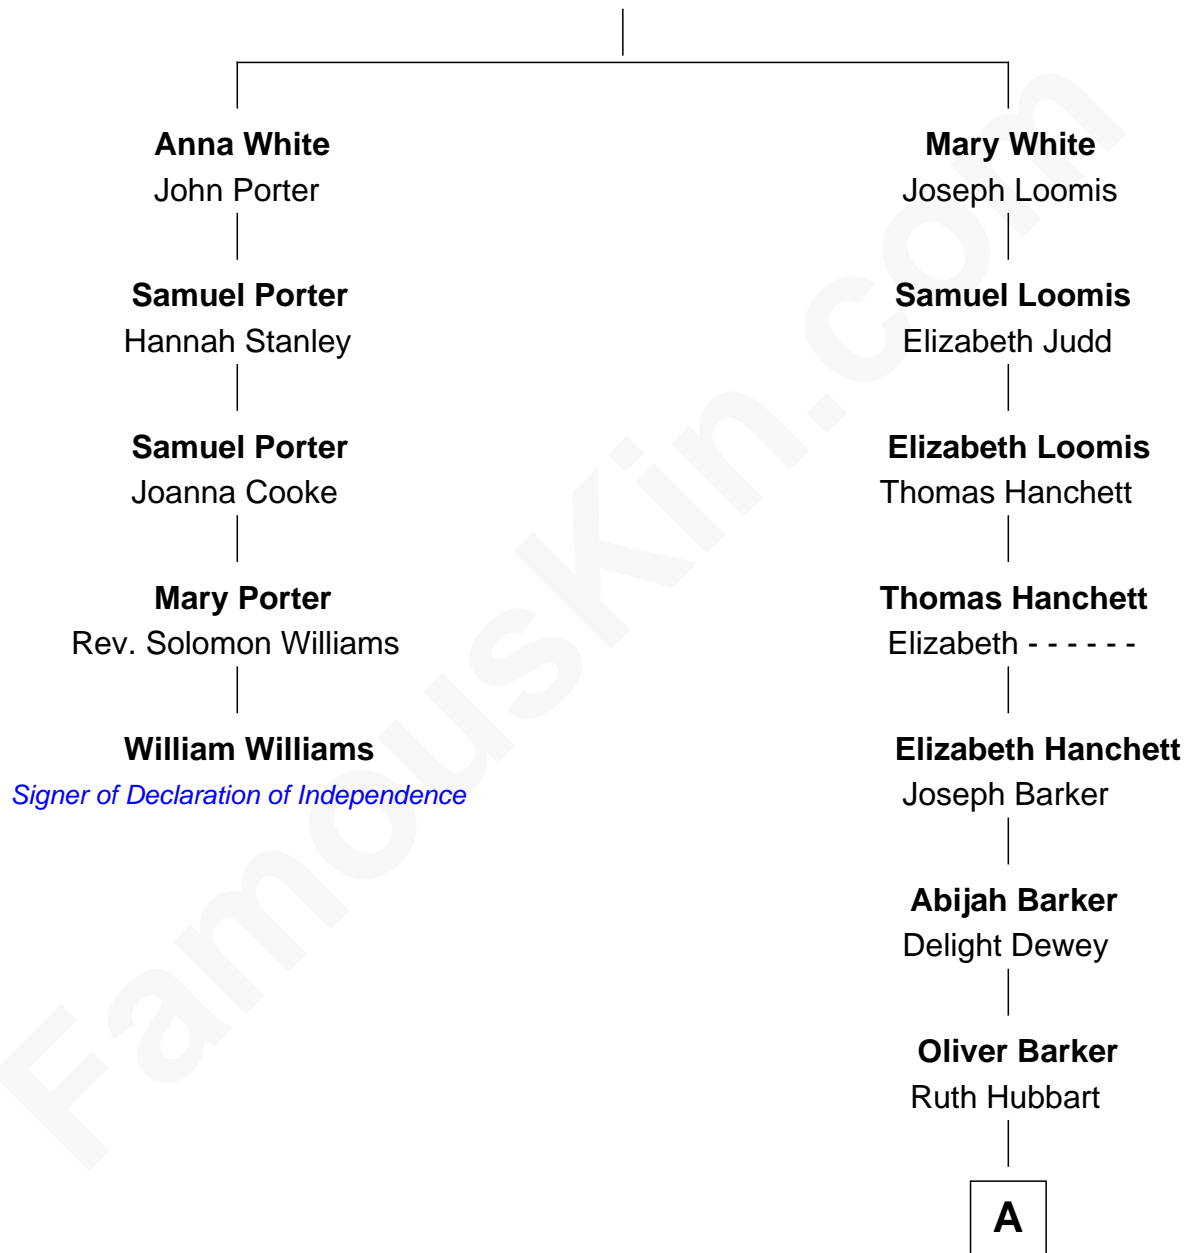 Anna White
John Porter
Samuel Porter
Hannah Stanley
Samuel Porter
Joanna Cooke
Mary Porter
Rev. Solomon Williams
William Williams
Signer of Declaration of Independence
Mary White
Joseph Loomis
Samuel Loomis
Elizabeth Judd
Elizabeth Loomis
Thomas Hanchett
Thomas Hanchett
Elizabeth - - - - - -
Elizabeth Hanchett
Joseph Barker
Abijah Barker
Delight Dewey
Oliver Barker
Ruth Hubbart
A
FamousKin.com